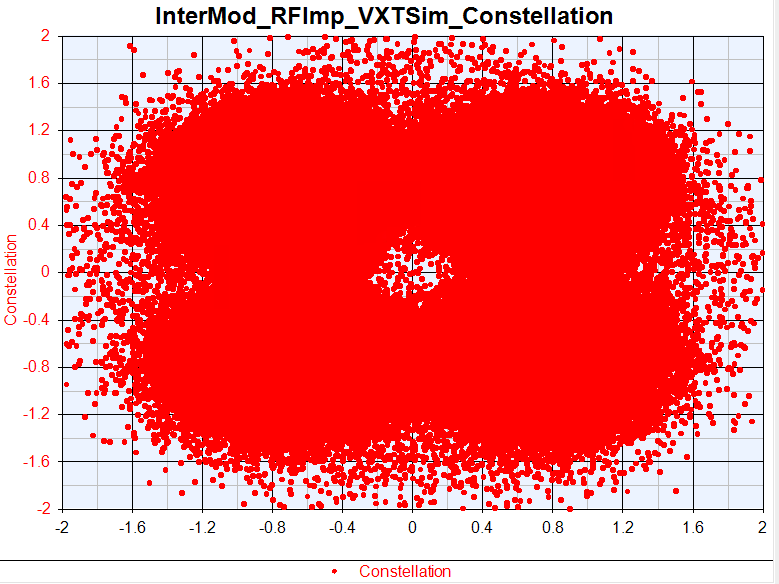 InterMod_RFImp_VXTSim_Constellation
2
1.6
1.2
0.8
0.4
0
-0.4
-0.8
-1.2
-1.6
-2
Constellation
-2 -1.6 -1.2 -0.8 -0.4 0 0.4 0.8 1.2 1.6 2
Constellation